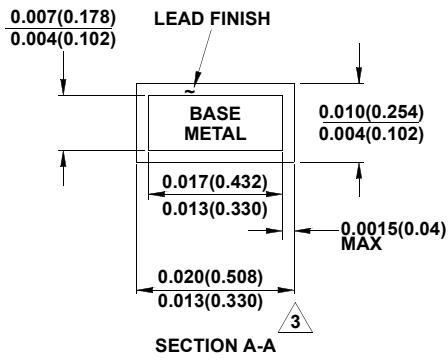 0.007(0.178)
0.004(0.102)
LEAD FINISH
~
BASE
METAL
0.010(0.254)
0.004(0.102)
0.017(0.432)
0.013(0.330)
0.0015(0.04)
MAX
0.020(0.508)
0.013(0.330)
3
SECTION A-A